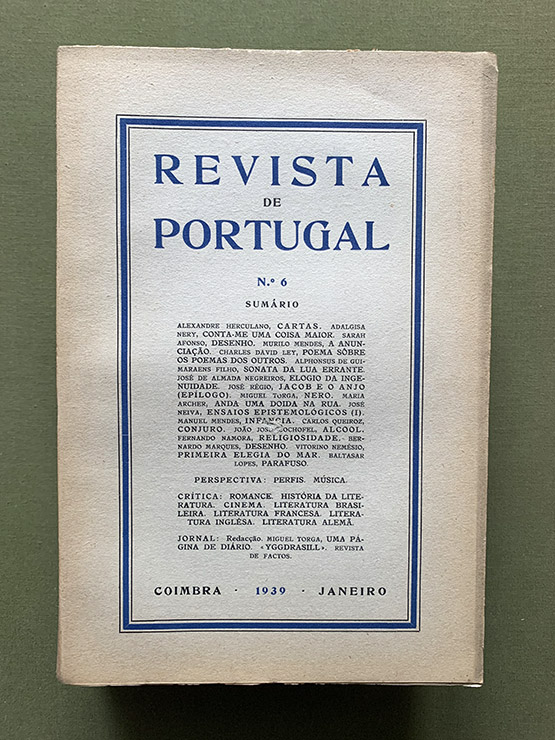 REVISTA
DE
PORTUGAL
N.º 6
SUMÁRIO
ALEXANDRE HERCULANO, CARTAS. ADALGISA
NERY, CONTA-ME UMA COISA MAIOR. SARAH
AFONSO, DESENHO. MURILO MENDES, A ANUN-
CIAÇÃO. CHARLES DAVID LEY, POEMA SÔBRE
OS POEMAS DOS OUTROS. ALPHONSUS DE GUI-
MARAENS FILHO, SONATA DA LUA ERRANTE.
JOSÉ DE ALMADA NEGREIROS, ELOGIO DA INGE-
NUIDADE. JOSÉ RÉGIO, JACOB E O ANJO
(EPÍLOGO). MIGUEL TORGA, NERO. MARIA
ARCHER, ANDA UMA DOIDA NA RUA. JOSÉ
NEIVA, ENSAIOS EPISTEMOLÓGICOS (I).
MANUEL MENDES, INFANCIA. CARLOS QUEIROZ,
CONJURO. JOÃO JOSÉ COCHOFEL, ALCOOL.
FERNANDO NAMORA, RELIGIOSIDADE. BER-
NARDO MARQUES, DESENHO. VITORINO NEMÉSIO,
PRIMEIRA ELEGIA DO MAR. BALTASAR
LOPES, PARAFUSO.
PERSPECTIVA: PERFIS. MÚSICA.
CRÍTICA: ROMANCE. HISTÓRIA DA LITE-
RATURA. CINEMA. LITERATURA BRASI-
LEIRA. LITERATURA FRANCESA. LITERA-
TURA INGLÊSA. LITERATURA ALEMÃ.
JORNAL: Redacção. MIGUEL TORGA, UMA PÁ-
GINA DE DIÁRIO. «YGGDRASILL». REVISTA
DE FACTOS.
COIMBRA · 1939 · JANEIRO